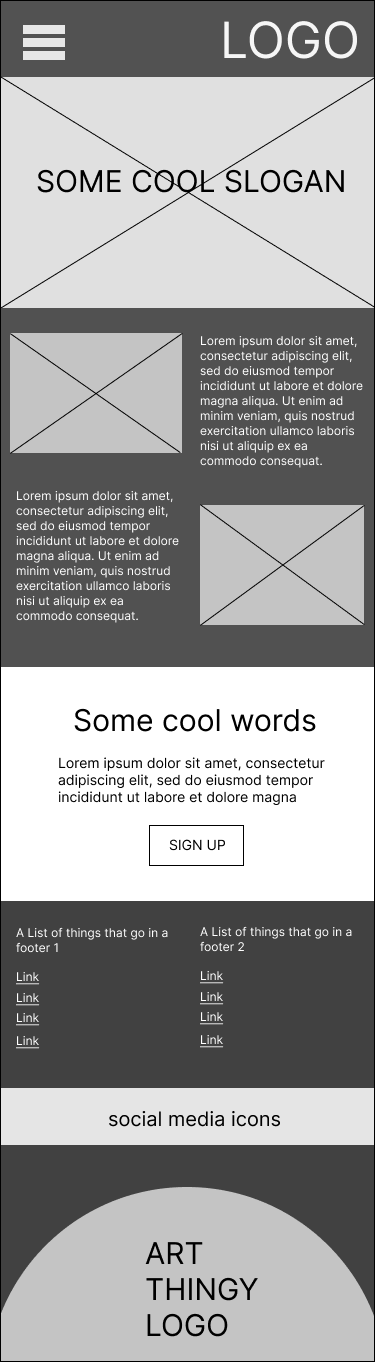 LOGO
SOME COOL SLOGAN
Lorem ipsum dolor sit amet,
consectetur adipiscing elit,
sed do eiusmod tempor
incididunt ut labore et dolore
magna aliqua. Ut enim ad
minim veniam, quis nostrud
exercitation ullamco laboris
nisi ut aliquip ex ea
commodo consequat.
Lorem ipsum dolor sit amet,
consectetur adipiscing elit,
sed do eiusmod tempor
incididunt ut labore et dolore
magna aliqua. Ut enim ad
minim veniam, quis nostrud
exercitation ullamco laboris
nisi ut aliquip ex ea
commodo consequat.
Some cool words
Lorem ipsum dolor sit amet, consectetur
adipiscing elit, sed do eiusmod tempor
incididunt ut labore et dolore magna
SIGN UP
A List of things that go in a
footer 1
Link
Link
Link
Link
A List of things that go in a
footer 2
Link
Link
Link
Link
social media icons
ART
THINGY
LOGO